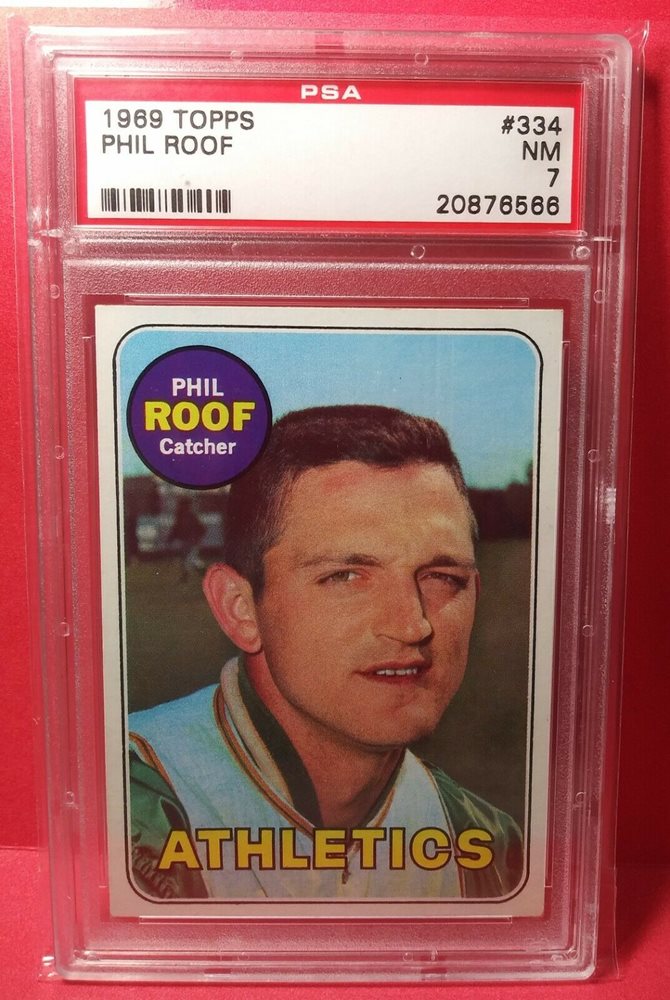 PSA
1969 TOPPS #334
PHIL ROOF NM
7
20876566
PHIL
ROOF
Catcher
ATHLETICS